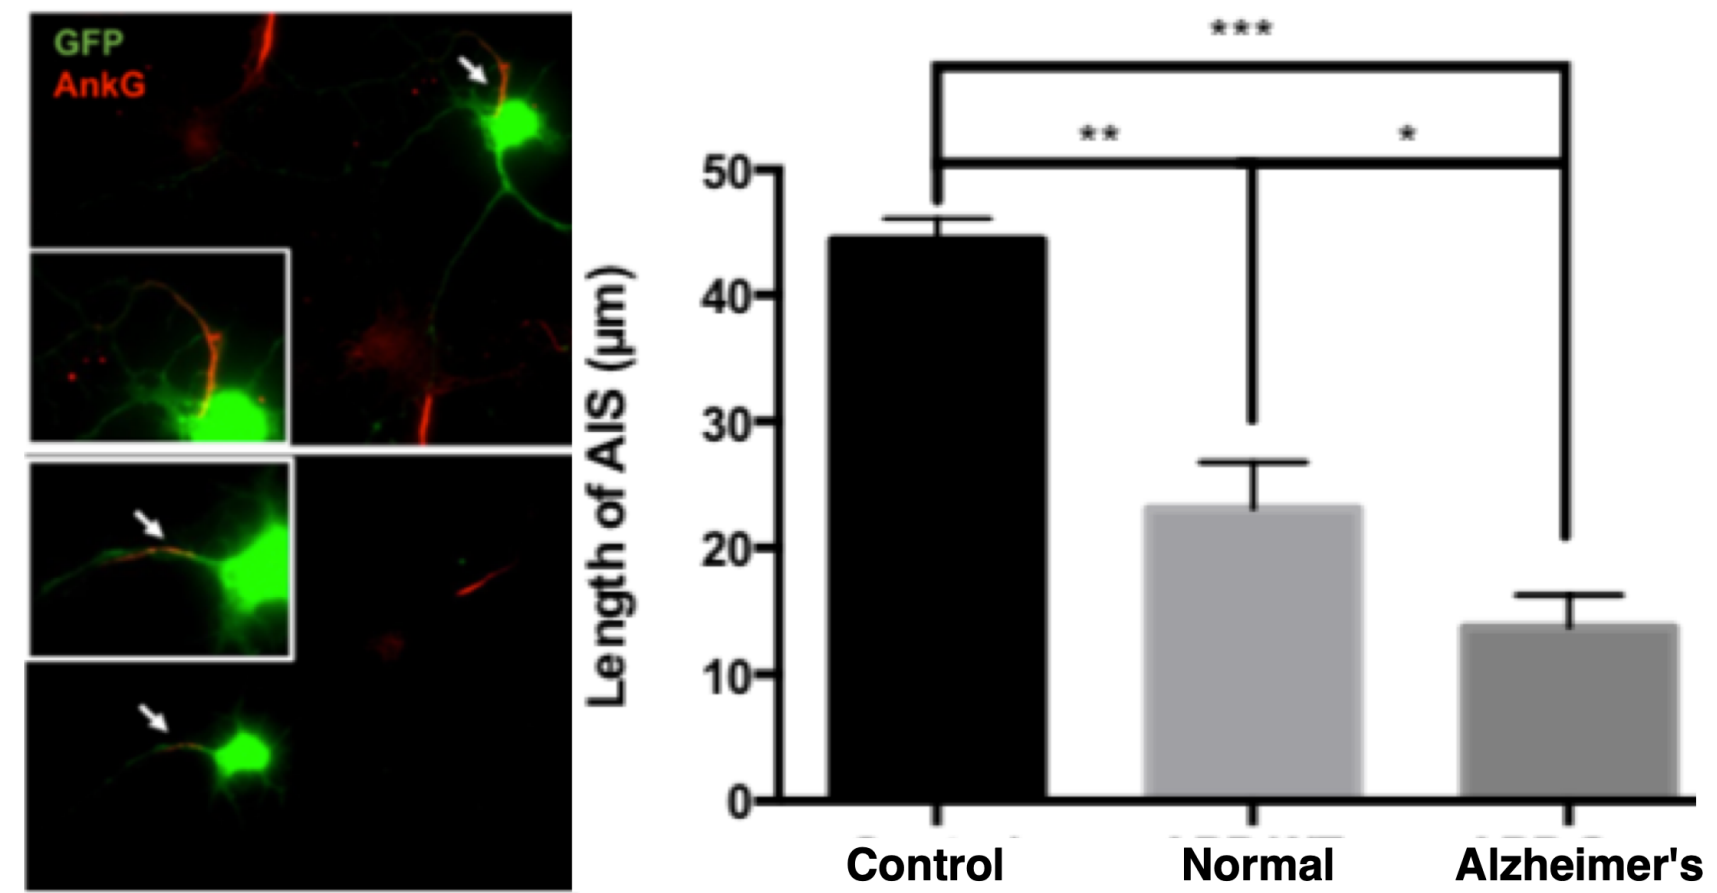 GFP
AnkG
***
** *
Length of AIS (µm)
50
40
30
20
10
0
Control Normal Alzheimer's